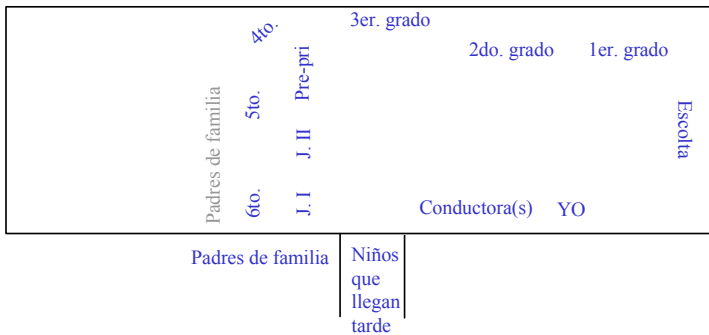 3er. grado
4to.
2do. grado
1er. grado
Pre-pri
5to.
Padres de familia
Escolta
J. II
6to.
J. I
Conductora(s)
YO
Padres de familia
Niños
que
llegan
tarde